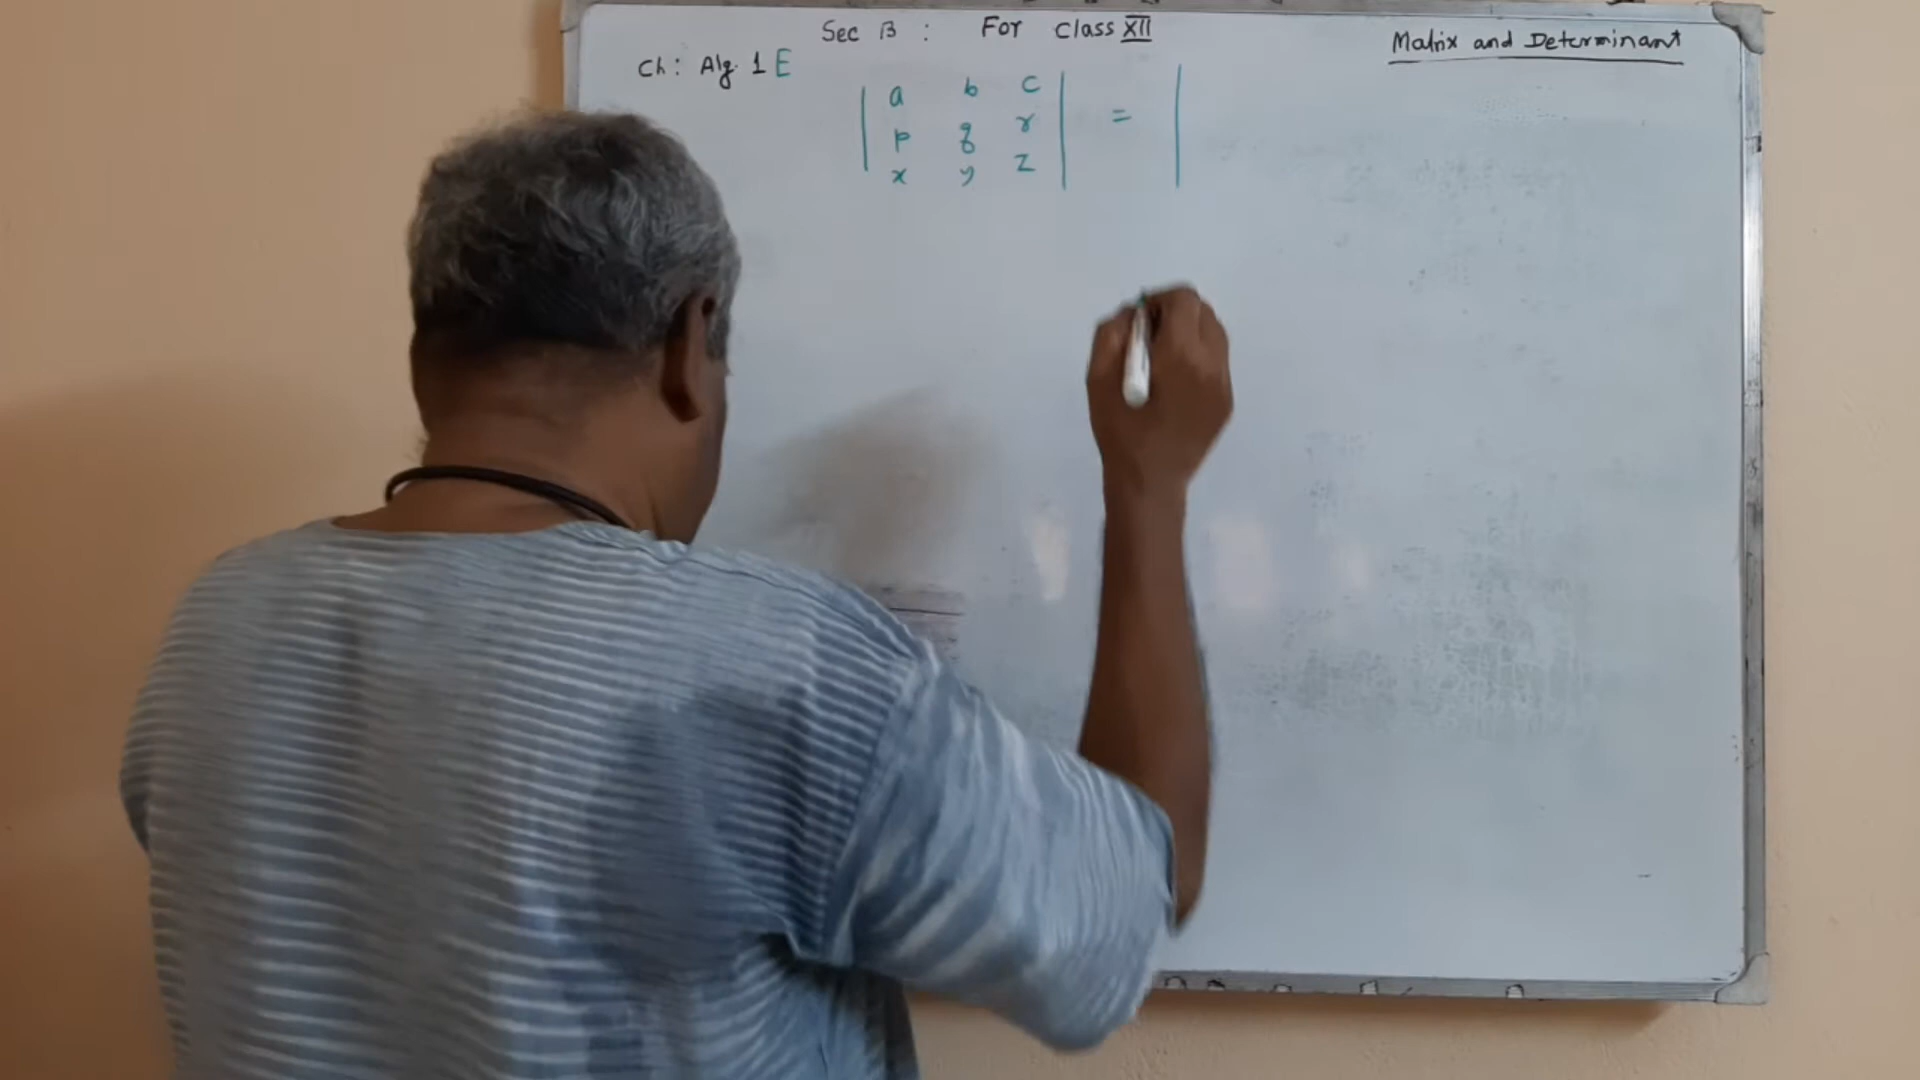 Sec B : For Class XII
Matrix and Determinant
Ch: Alg. 1 E
| a b c | = |
p q r
x y z